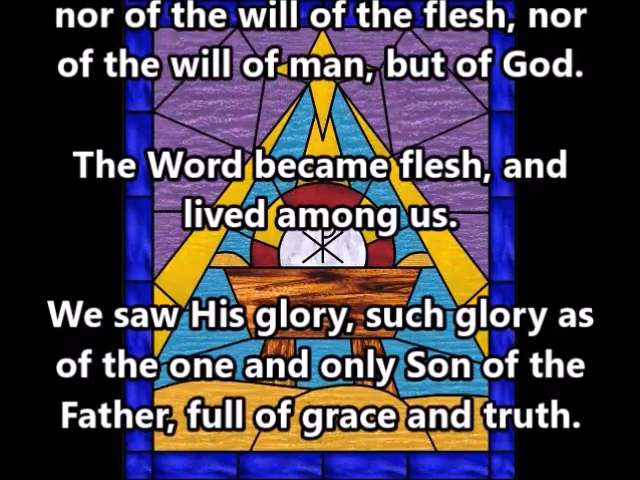 nor of the will of the flesh, nor
of the will of man, but of God.
The Word became flesh, and
lived among us.
We saw His glory, such glory as
of the one and only Son of the
Father, full of grace and truth.